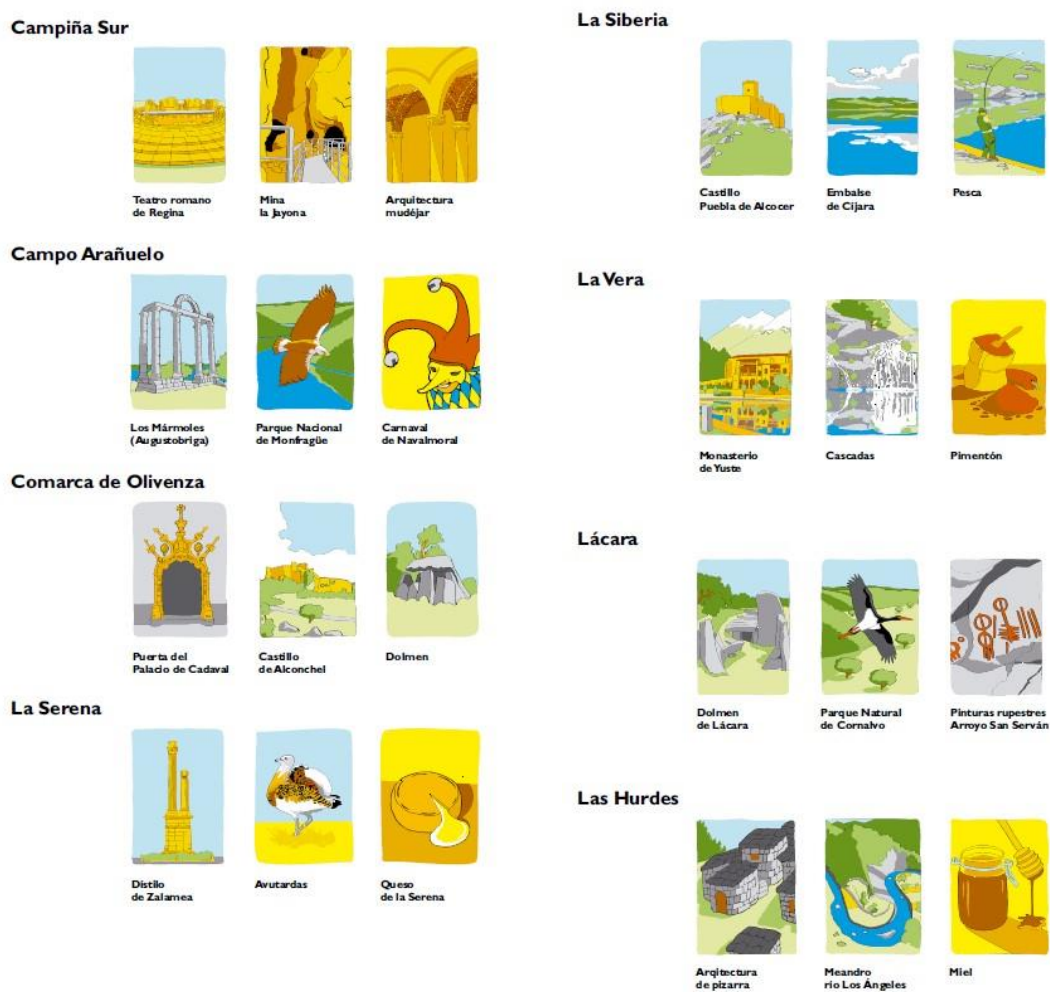 Campiña Sur
Teatro romano
de Regina
Mina
la Jayona
Arquitectura
mudéjar
Campo Arañuelo
Los Mármoles
(Augustobriga)
Parque Nacional
de Monfragüe
Carnaval
de Navalmoral
Comarca de Olivenza
Puerta del
Palacio de Cadaval
Castillo
de Alconchel
Dolmen
La Serena
Distilo
de Zalamea
Avutardas
Queso
de la Serena
La Siberia
Castillo
Puebla de Alcocer
Embalse
de Cíjara
Pesca
La Vera
Monasterio
de Yuste
Cascadas
Pimentón
Lácara
Dolmen
de Lácara
Parque Natural
de Cornalvo
Pinturas rupestres
Arroyo San Serván
Las Hurdes
Arqitectura
de pizarra
Meandro
río Los Ángeles
Miel